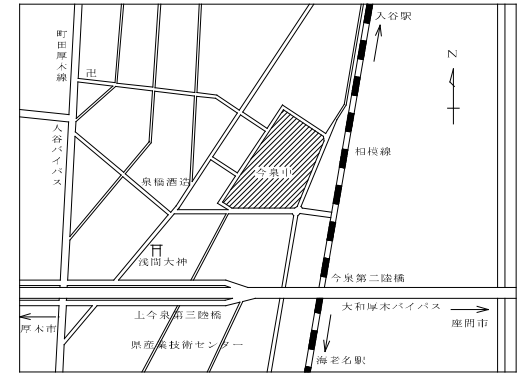 入谷駅
町田厚木線
卍
N
入谷バイパス
相模線
今泉中
泉橋酒造
浅間大神
今泉第二陸橋
大和厚木バイパス
上今泉第三陸橋
厚木市
座間市
県産業技術センター
海老名駅